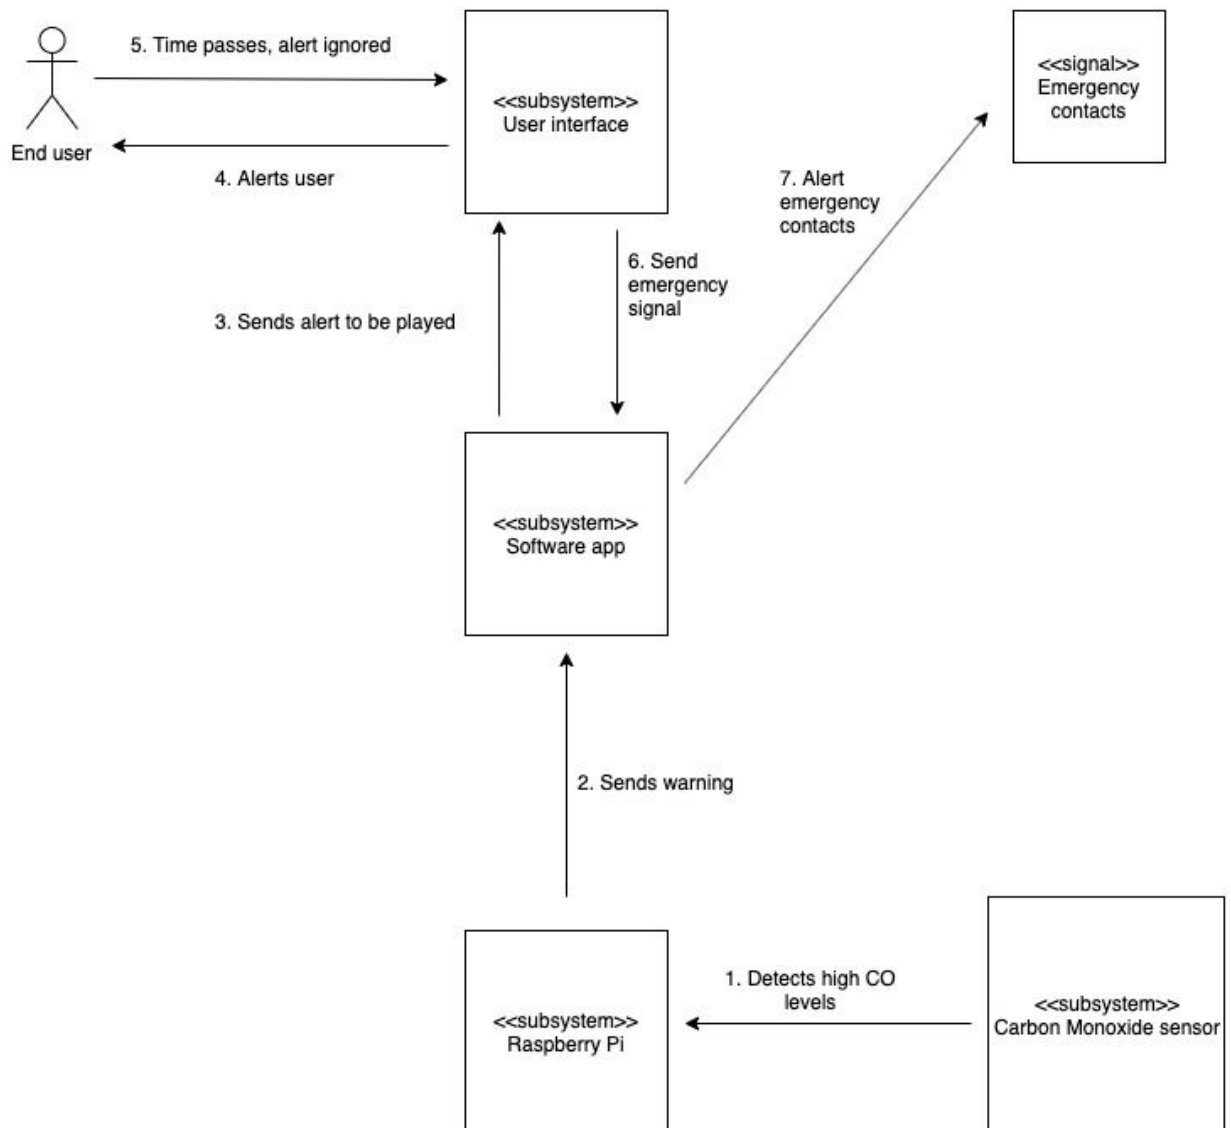 5. Time passes, alert ignored
End user
4. Alerts user
<<subsystem>>
User interface
<<signal>>
Emergency
contacts
7. Alert
emergency
contacts
6. Send
emergency
signal
3. Sends alert to be played
<<subsystem>>
Software app
2. Sends warning
1. Detects high CO
levels
<<subsystem>>
Raspberry Pi
<<subsystem>>
Carbon Monoxide sensor